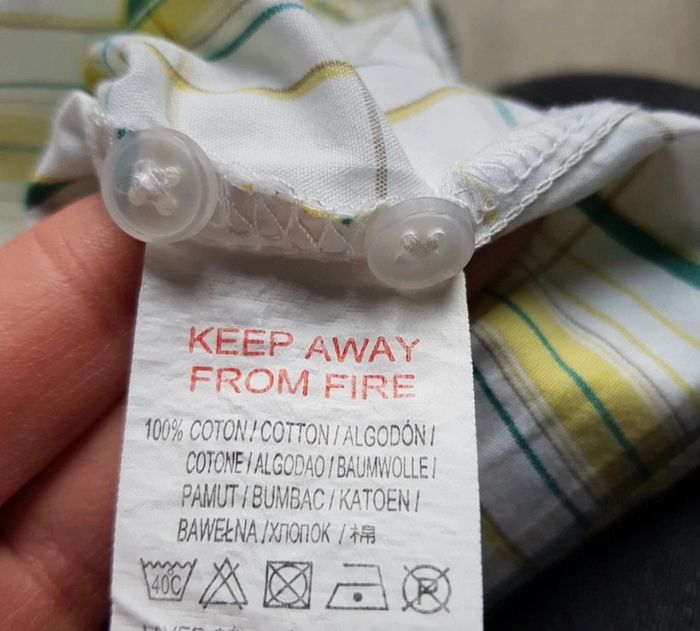 KEEP AWAY
FROM FIRE
100% COTON / COTTON / ALGODÓN /
COTONE / ALGODAO / BAUMWOLLE /
PAMUT / BUMBAC / KATOEN /
BAWEŁNA / ХЛОПОК / 棉
40°C P